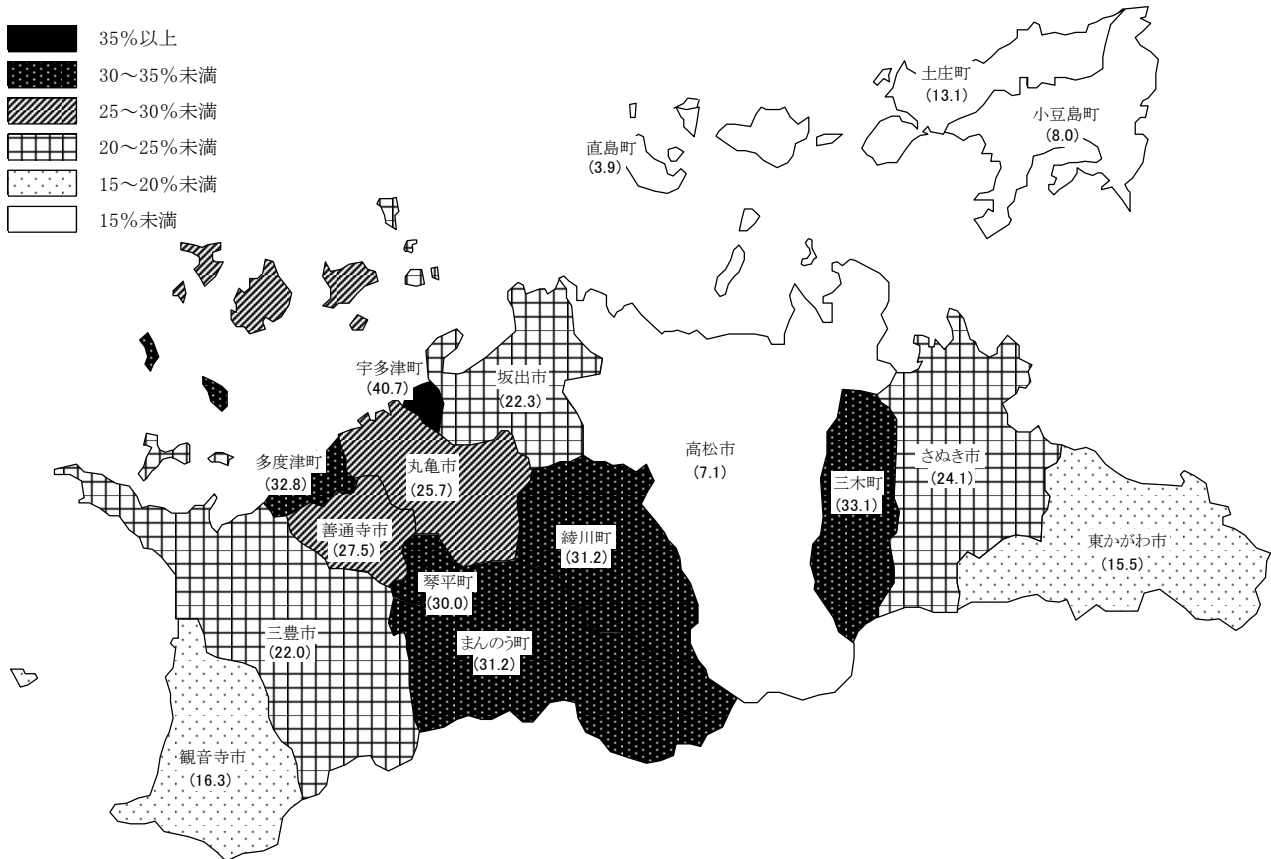 35%以上
30～35%未満
25～30%未満
20～25%未満
15～20%未満
15%未満
土庄町
(13.1)
小豆島町
(8.0)
直島町
(3.9)
宇多津町
(40.7)
坂出市
(22.3)
高松市
(7.1)
多度津町
(32.8)
丸亀市
(25.7)
三木町
(33.1)
さぬき市
(24.1)
善通寺市
(27.5)
綾川町
(31.2)
東かがわ市
(15.5)
琴平町
(30.0)
三豊市
(22.0)
まんのう町
(31.2)
観音寺市
(16.3)